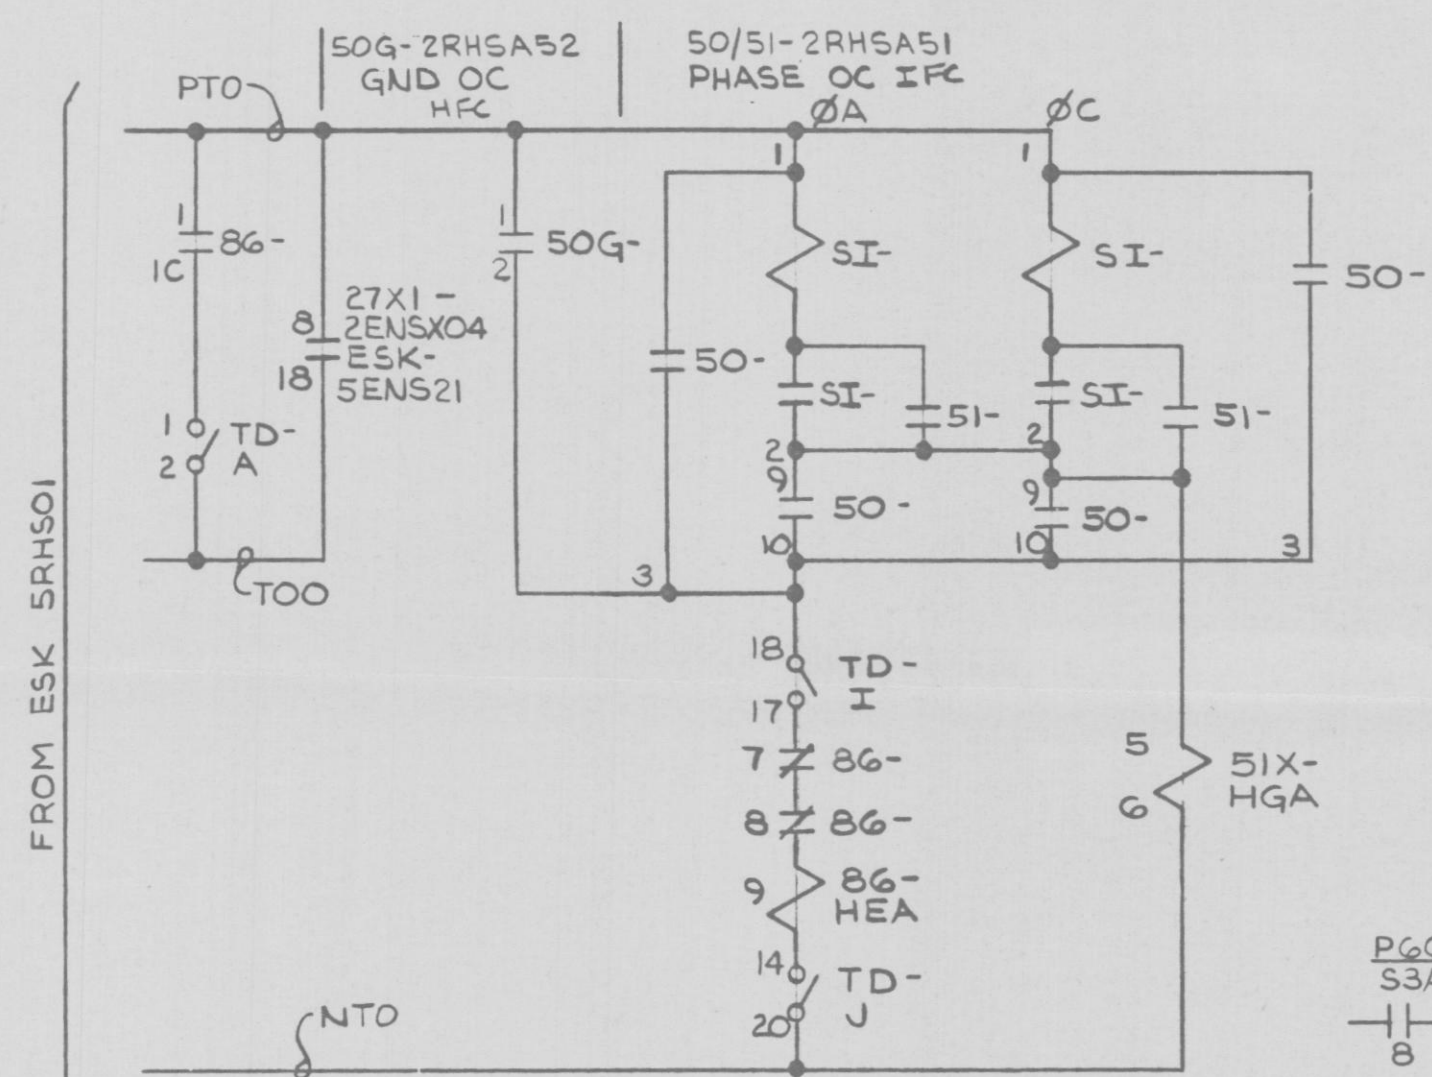 50G-2RHSA52
GND OC
HFC
50/51-2RHSA51
PHASE OC IFC
ØA
ØC
PTO
1
86-
1C
1
50G-
2
1
SI-
1
SI-
50-
8
27X1-
2ENSX04
ESK-
5ENS21
18
50-
SI-
51-
2
SI-
51-
2
1
TD-
A
2
9
50-
10
9
50-
10
3
TOO
3
FROM ESK 5RHS01
18
TD-
I
17
7
86-
8
86-
9
86-
HEA
14
TD-
J
20
5
51X-
HGA
6
NTO
8